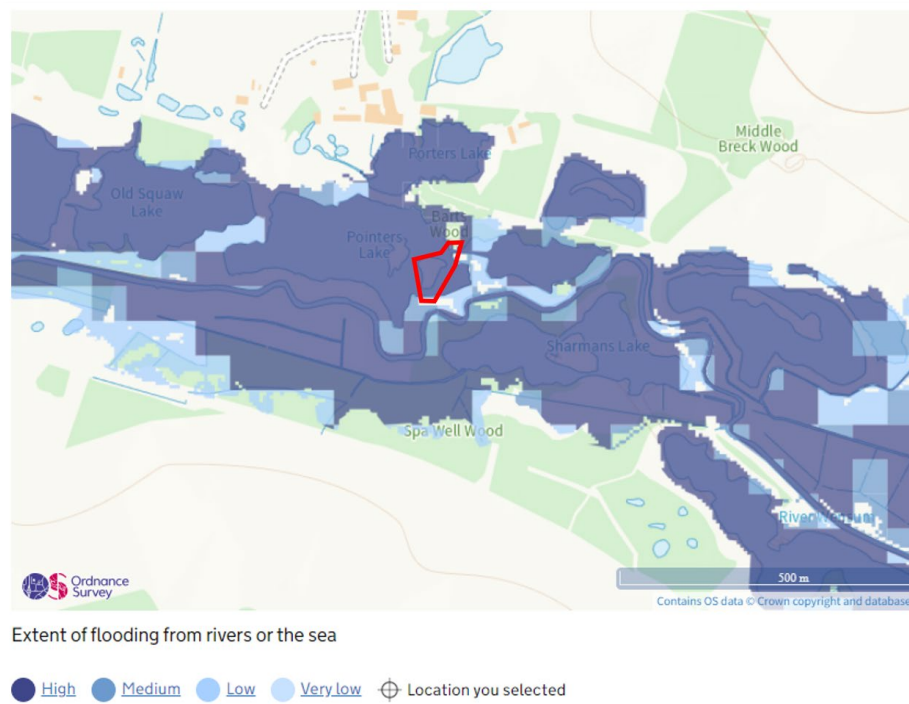 Middle
Breck Wood
Porters Lake
Old Squaw
Lake
Barts
Wood
Pointers
Lake
Sharmans Lake
Spa Well Wood
River
Ordnance
Survey
500 m
Contains OS data © Crown copyright and database
Extent of flooding from rivers or the sea
High Medium Low Very low Location you selected